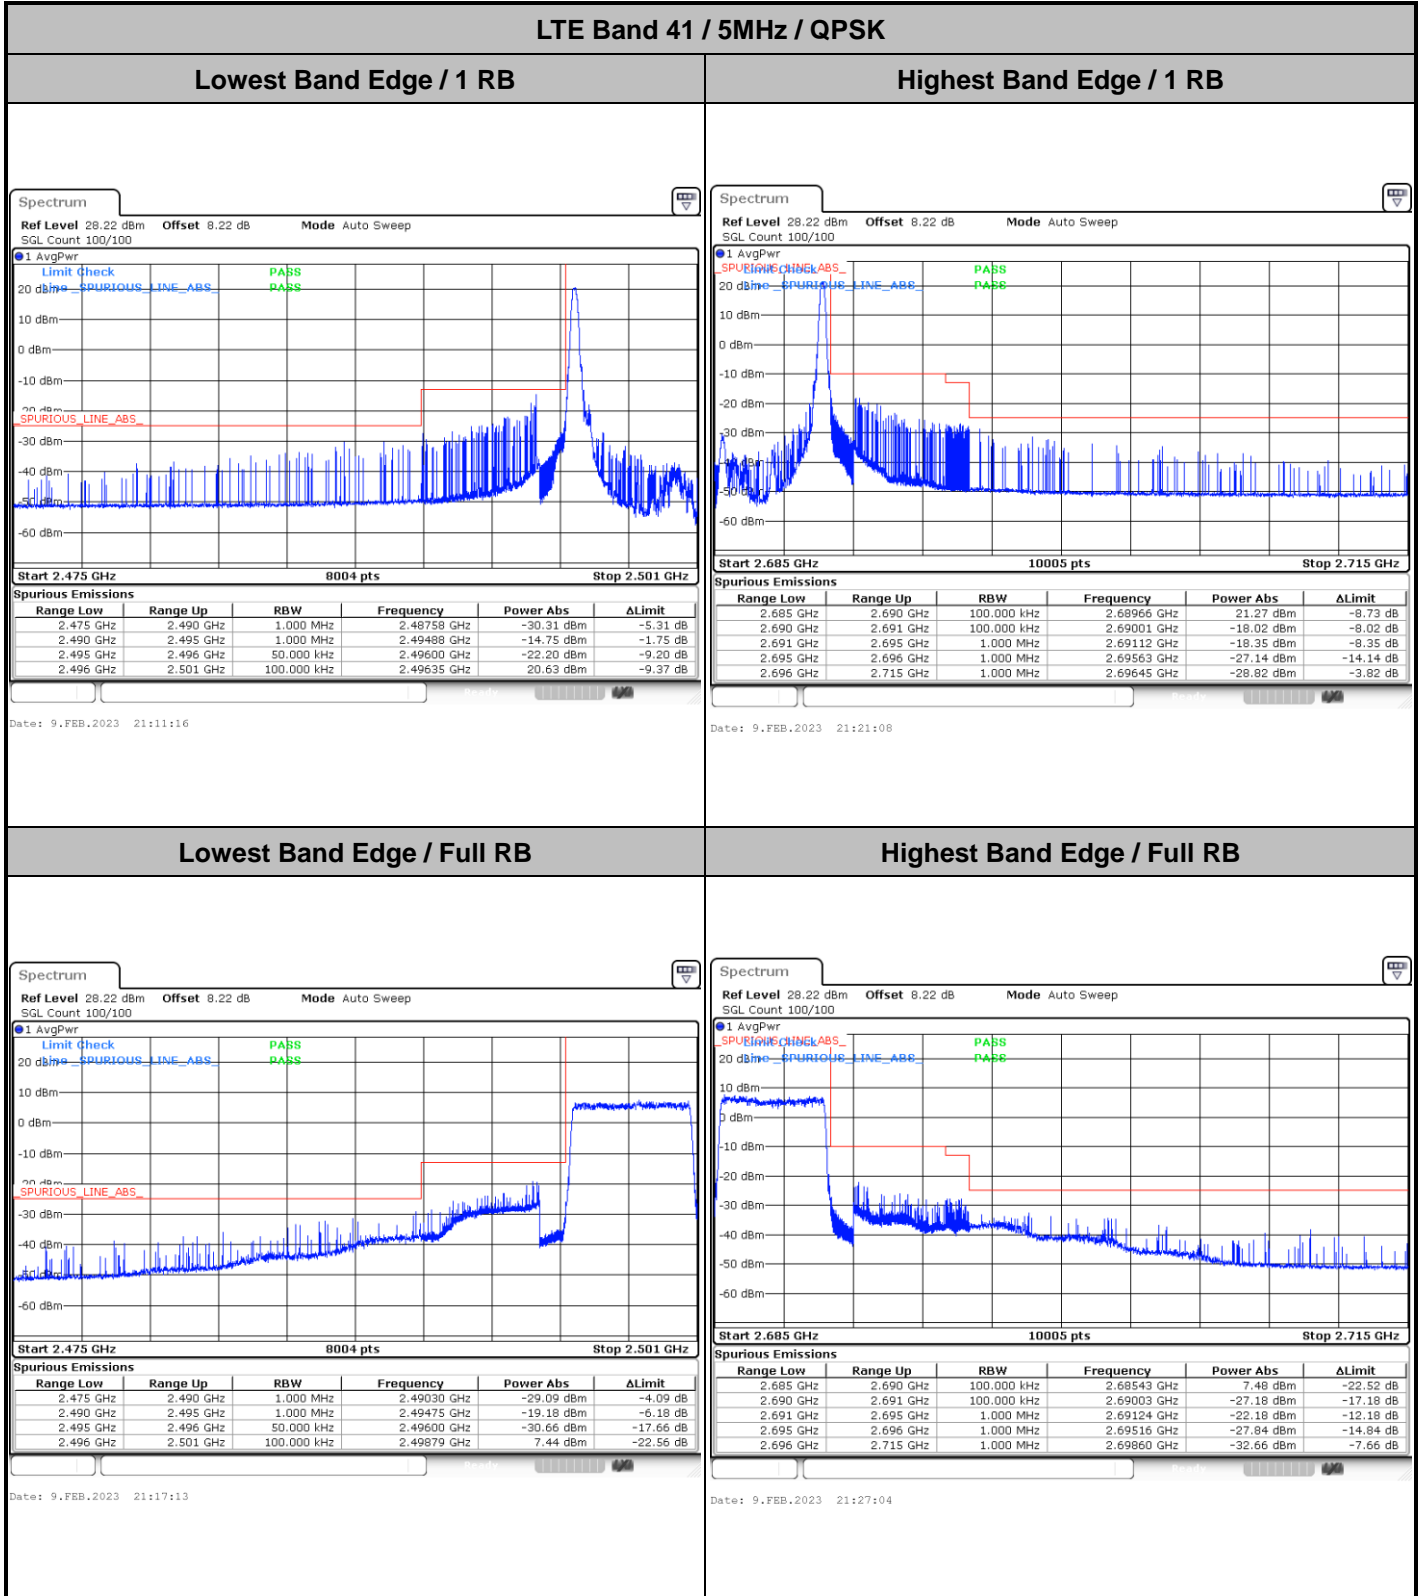 LTE Band 41 / 5MHz / QPSK
Lowest Band Edge / 1 RB
Highest Band Edge / 1 RB
Spectrum
Ref Level 28.22 dBm Offset 8.22 dB Mode Auto Sweep
SGL Count 100/100
1 AvgPwr
Limit Check PASS
Line _SPURIOUS_LINE_ABS_ PASS
20 dBm
10 dBm
0 dBm
-10 dBm
-20 dBm
_SPURIOUS_LINE_ABS_
-30 dBm
-40 dBm
-50 dBm
-60 dBm
Start 2.475 GHz 8004 pts Stop 2.501 GHz
Spurious Emissions
Range Low Range Up RBW Frequency Power Abs ΔLimit
2.475 GHz 2.490 GHz 1.000 MHz 2.48758 GHz -30.31 dBm -5.31 dB
2.490 GHz 2.495 GHz 1.000 MHz 2.49488 GHz -14.75 dBm -1.75 dB
2.495 GHz 2.496 GHz 50.000 kHz 2.49600 GHz -22.20 dBm -9.20 dB
2.496 GHz 2.501 GHz 100.000 kHz 2.49635 GHz 20.63 dBm -9.37 dB
Ready
Date: 9.FEB.2023 21:11:16
Spectrum
Ref Level 28.22 dBm Offset 8.22 dB Mode Auto Sweep
SGL Count 100/100
1 AvgPwr
_SPURIOUS_LINE_ABS_
Limit Check PASS
Line _SPURIOUS_LINE_ABS_ PASS
20 dBm
10 dBm
0 dBm
-10 dBm
-20 dBm
-30 dBm
-40 dBm
-50 dBm
-60 dBm
Start 2.685 GHz 10005 pts Stop 2.715 GHz
Spurious Emissions
Range Low Range Up RBW Frequency Power Abs ΔLimit
2.685 GHz 2.690 GHz 100.000 kHz 2.68966 GHz 21.27 dBm -8.73 dB
2.690 GHz 2.691 GHz 100.000 kHz 2.69001 GHz -18.02 dBm -8.02 dB
2.691 GHz 2.695 GHz 1.000 MHz 2.69112 GHz -18.35 dBm -8.35 dB
2.695 GHz 2.696 GHz 1.000 MHz 2.69563 GHz -27.14 dBm -14.14 dB
2.696 GHz 2.715 GHz 1.000 MHz 2.69645 GHz -28.82 dBm -3.82 dB
Date: 9.FEB.2023 21:21:08
Lowest Band Edge / Full RB
Highest Band Edge / Full RB
Spectrum
Ref Level 28.22 dBm Offset 8.22 dB Mode Auto Sweep
SGL Count 100/100
1 AvgPwr
Limit Check PASS
Line _SPURIOUS_LINE_ABS_ PASS
20 dBm
10 dBm
0 dBm
-10 dBm
-20 dBm
_SPURIOUS_LINE_ABS_
-30 dBm
-40 dBm
-50 dBm
-60 dBm
Start 2.475 GHz 8004 pts Stop 2.501 GHz
Spurious Emissions
Range Low Range Up RBW Frequency Power Abs ΔLimit
2.475 GHz 2.490 GHz 1.000 MHz 2.49030 GHz -29.09 dBm -4.09 dB
2.490 GHz 2.495 GHz 1.000 MHz 2.49475 GHz -19.18 dBm -6.18 dB
2.495 GHz 2.496 GHz 50.000 kHz 2.49600 GHz -30.66 dBm -17.66 dB
2.496 GHz 2.501 GHz 100.000 kHz 2.49879 GHz 7.44 dBm -22.56 dB
Ready
Date: 9.FEB.2023 21:17:13
Spectrum
Ref Level 28.22 dBm Offset 8.22 dB Mode Auto Sweep
SGL Count 100/100
1 AvgPwr
_SPURIOUS_LINE_ABS_
Limit Check PASS
Line _SPURIOUS_LINE_ABS_ PASS
20 dBm
10 dBm
0 dBm
-10 dBm
-20 dBm
-30 dBm
-40 dBm
-50 dBm
-60 dBm
Start 2.685 GHz 10005 pts Stop 2.715 GHz
Spurious Emissions
Range Low Range Up RBW Frequency Power Abs ΔLimit
2.685 GHz 2.690 GHz 100.000 kHz 2.68543 GHz 7.48 dBm -22.52 dB
2.690 GHz 2.691 GHz 100.000 kHz 2.69003 GHz -27.18 dBm -17.18 dB
2.691 GHz 2.695 GHz 1.000 MHz 2.69124 GHz -22.18 dBm -12.18 dB
2.695 GHz 2.696 GHz 1.000 MHz 2.69516 GHz -27.84 dBm -14.84 dB
2.696 GHz 2.715 GHz 1.000 MHz 2.69860 GHz -32.66 dBm -7.66 dB
Date: 9.FEB.2023 21:27:04